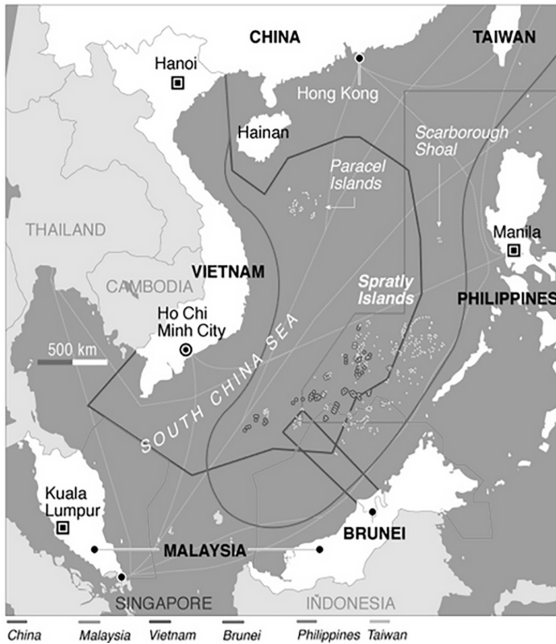 CHINA
TAIWAN
Hanoi
Hong Kong
Hainan
Scarborough
Shoal
Paracel
Islands
THAILAND
Manila
VIETNAM
CAMBODIA
Spratly
Islands
PHILIPPINES
Ho Chi
Minh City
500 km
SOUTH CHINA SEA
Kuala
Lumpur
BRUNEI
MALAYSIA
SINGAPORE
INDONESIA
China Malaysia Vietnam Brunei Philippines Taiwan